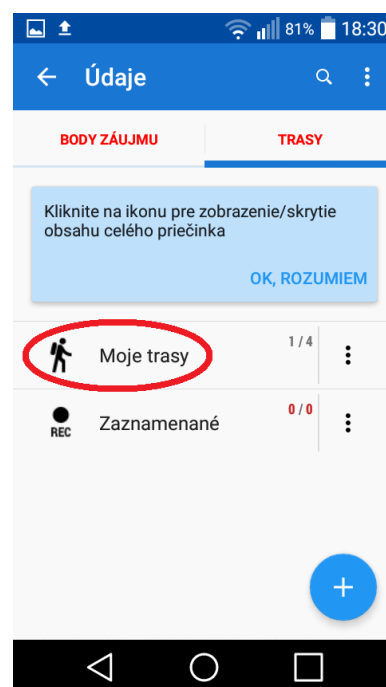 81% 18:30
Údaje
BODY ZÁUJMU TRASY
Kliknite na ikonu pre zobrazenie/skrytie
obsahu celého priečinka
OK, ROZUMIEM
Moje trasy 1 / 4
REC Zaznamenané 0 / 0